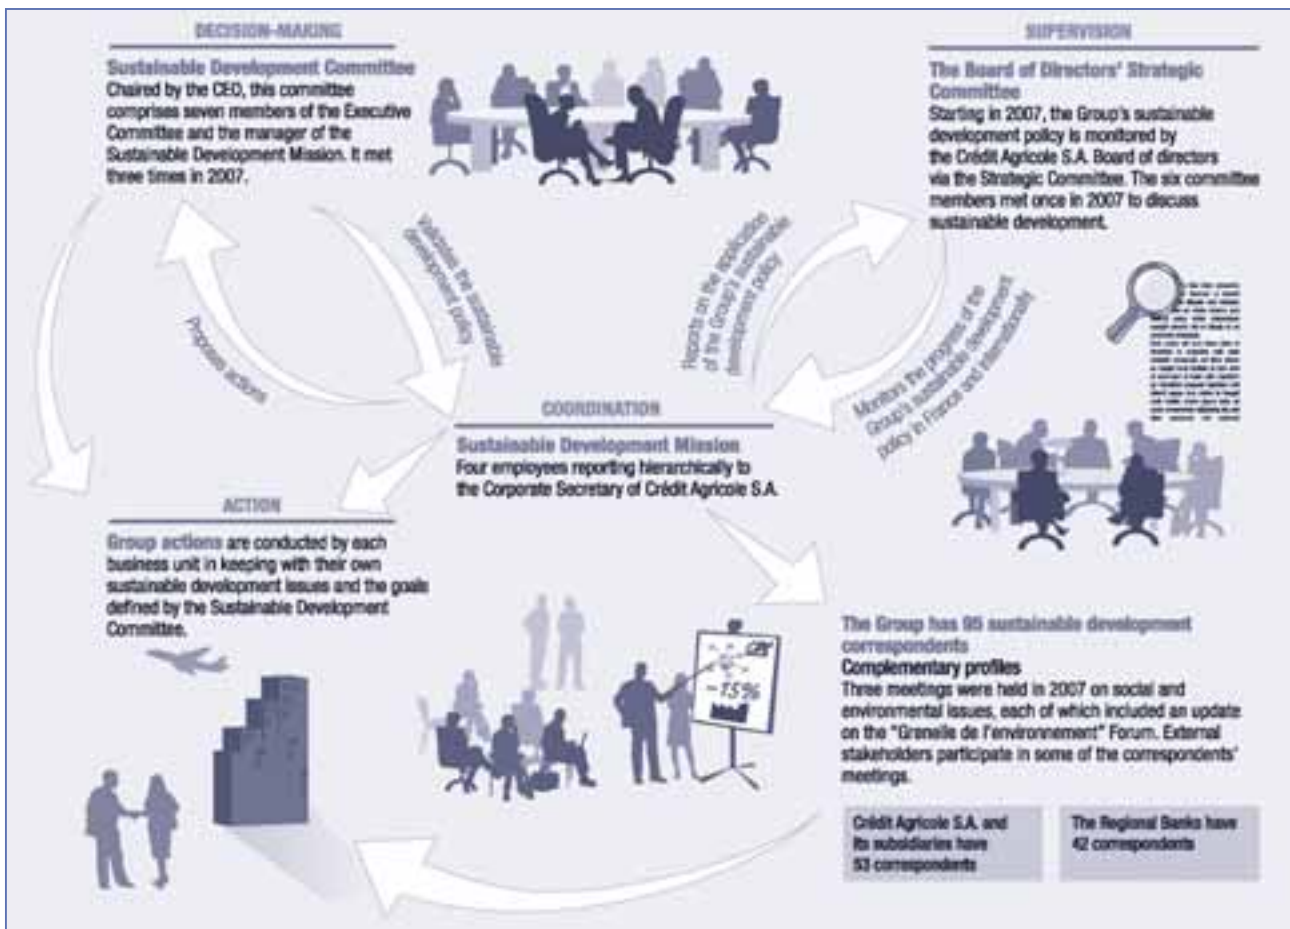 DECISION-MAKING
Sustainable Development Committee
Chaired by the CEO, this committee
comprises seven members of the Executive
Committee and the manager of the
Sustainable Development Mission. It met
three times in 2007.
SUPERVISION
The Board of Directors' Strategic
Committee
Starting in 2007, the Group's sustainable
development policy is monitored by
the Crédit Agricole S.A. Board of directors
via the Strategic Committee. The six committee
members met once in 2007 to discuss
sustainable development.
Proposes actions
Validates the sustainable
development policy
Reports on the application
of the Group's sustainable
development policy
Monitors the progress of the
Group's sustainable development
policy in France and internationally
COORDINATION
Sustainable Development Mission
Four employees reporting hierarchically to
the Corporate Secretary of Crédit Agricole S.A.
ACTION
Group actions are conducted by each
business unit in keeping with their own
sustainable development issues and the goals
defined by the Sustainable Development
Committee.
-15%
The Group has 95 sustainable development
correspondents
Complementary profiles
Three meetings were held in 2007 on social and
environmental issues, each of which included an update
on the "Grenelle de l'environnement" Forum. External
stakeholders participate in some of the correspondents'
meetings.
Crédit Agricole S.A. and
its subsidiaries have
53 correspondents
The Regional Banks have
42 correspondents